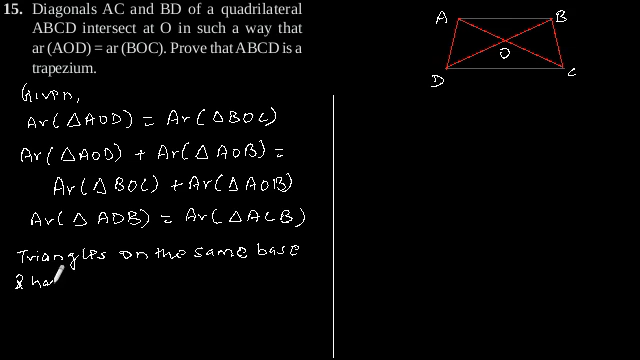 15. Diagonals AC and BD of a quadrilateral
ABCD intersect at O in such a way that
ar (AOD) = ar (BOC). Prove that ABCD is a
trapezium.
Given,
Ar(△AOD) = Ar(△BOC)
Ar(△AOD) + Ar(△AOB) =
Ar(△BOC) + Ar(△AOB)
Ar(△ADB) = Ar(△ACB)
Triangles on the same base
& ha
A
B
O
D
C